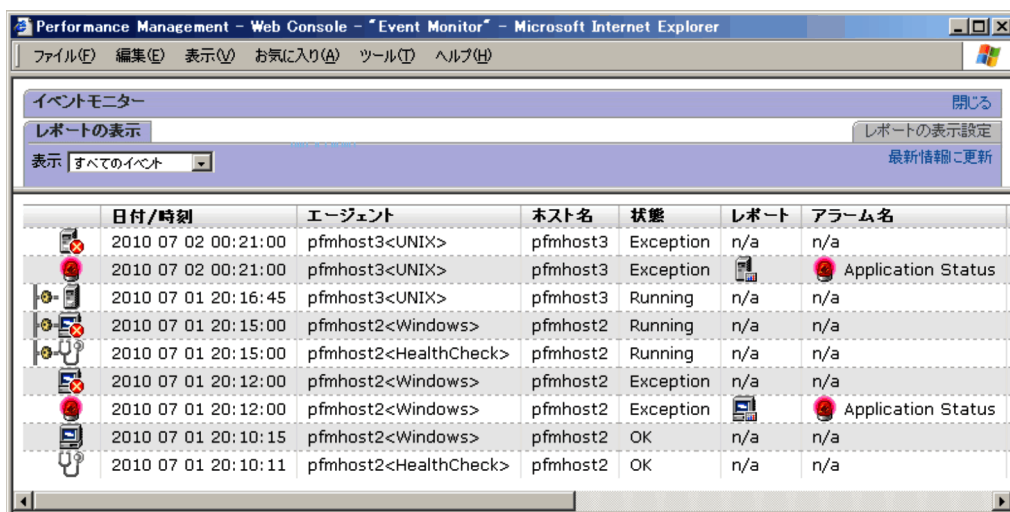 Performance Management - Web Console - "Event Monitor" - Microsoft Internet Explorer
ファイル(F) 編集(E) 表示(V) お気に入り(A) ツール(T) ヘルプ(H)
イベントモニター 閉じる
レポートの表示 レポートの表示設定
表示 すべてのイベント 最新情報に更新
日付/時刻 エージェント ホスト名 状態 レポート アラーム名
2010 07 02 00:21:00 pfmhost3<UNIX> pfmhost3 Exception n/a n/a
2010 07 02 00:21:00 pfmhost3<UNIX> pfmhost3 Exception Application Status
2010 07 01 20:16:45 pfmhost3<UNIX> pfmhost3 Running n/a n/a
2010 07 01 20:15:00 pfmhost2<Windows> pfmhost2 Running n/a n/a
2010 07 01 20:15:00 pfmhost2<HealthCheck> pfmhost2 Running n/a n/a
2010 07 01 20:12:00 pfmhost2<Windows> pfmhost2 Exception n/a n/a
2010 07 01 20:12:00 pfmhost2<Windows> pfmhost2 Exception Application Status
2010 07 01 20:10:15 pfmhost2<Windows> pfmhost2 OK n/a n/a
2010 07 01 20:10:11 pfmhost2<HealthCheck> pfmhost2 OK n/a n/a